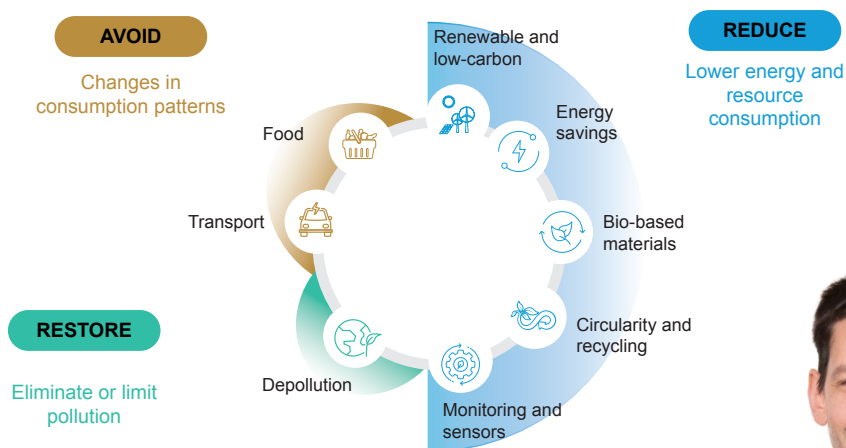 AVOID
Changes in
consumption patterns
Food
Transport
RESTORE
Eliminate or limit
pollution
Depollution
Renewable and
low-carbon
Energy
savings
Bio-based
materials
Circularity and
recycling
Monitoring and
sensors
REDUCE
Lower energy and
resource
consumption